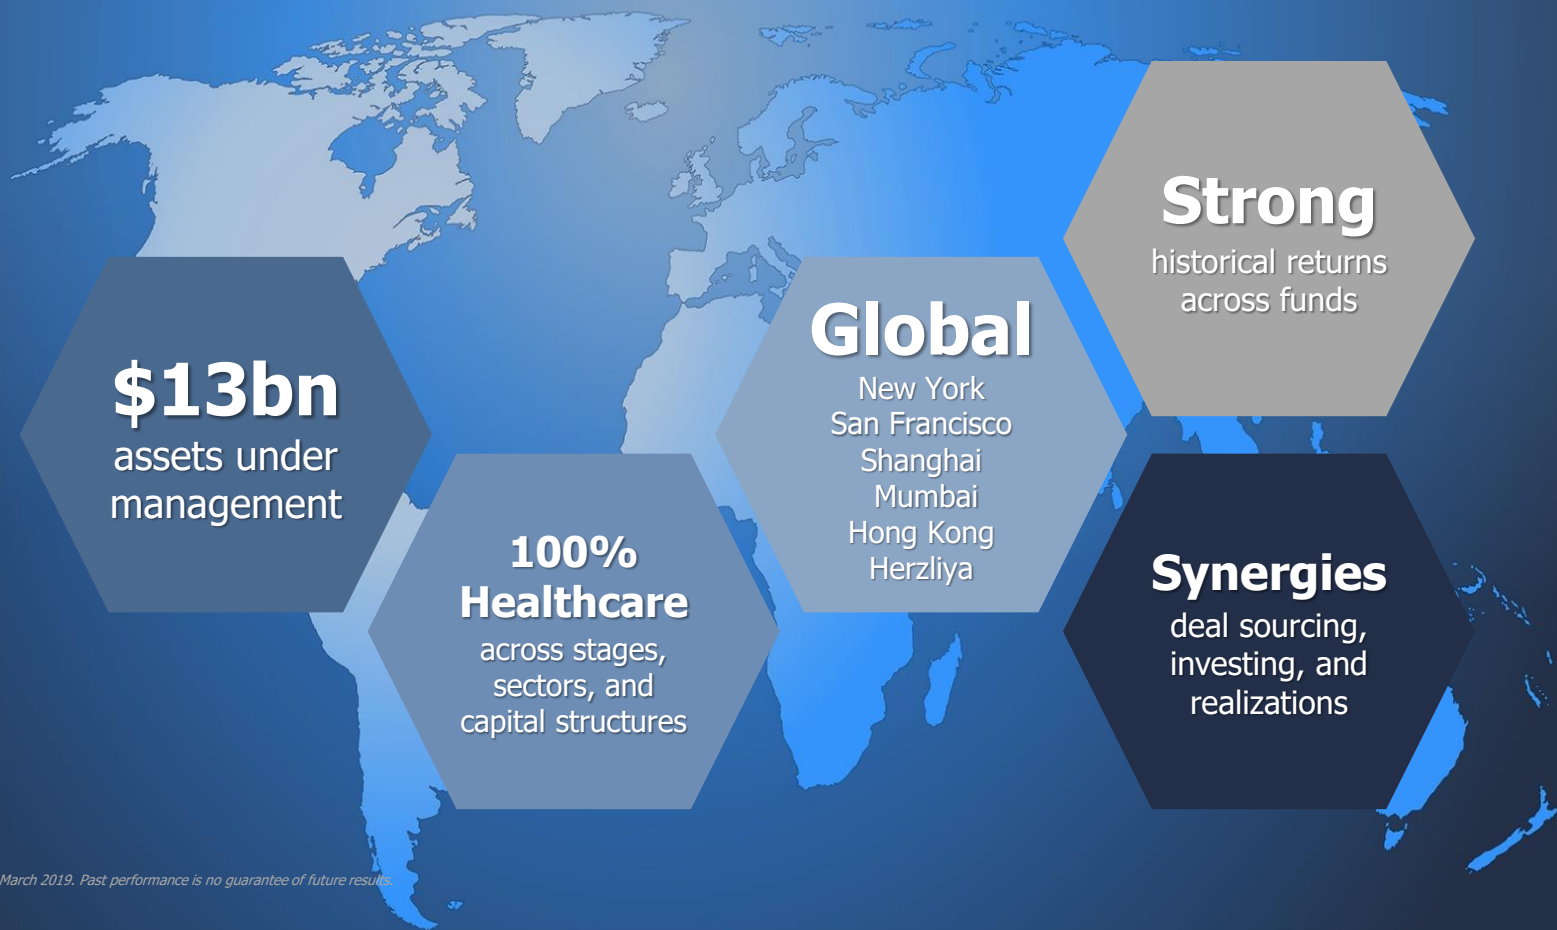 $13bn
assets under
management
100%
Healthcare
across stages,
sectors, and
capital structures
Global
New York
San Francisco
Shanghai
Mumbai
Hong Kong
Herzliya
Strong
historical returns
across funds
Synergies
deal sourcing,
investing, and
realizations
March 2019. Past performance is no guarantee of future results.